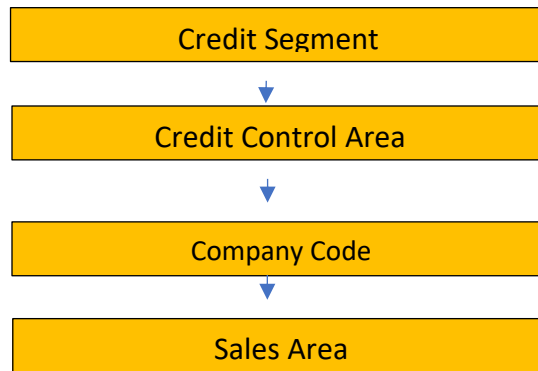 Credit Segment
Credit Control Area
Company Code
Sales Area